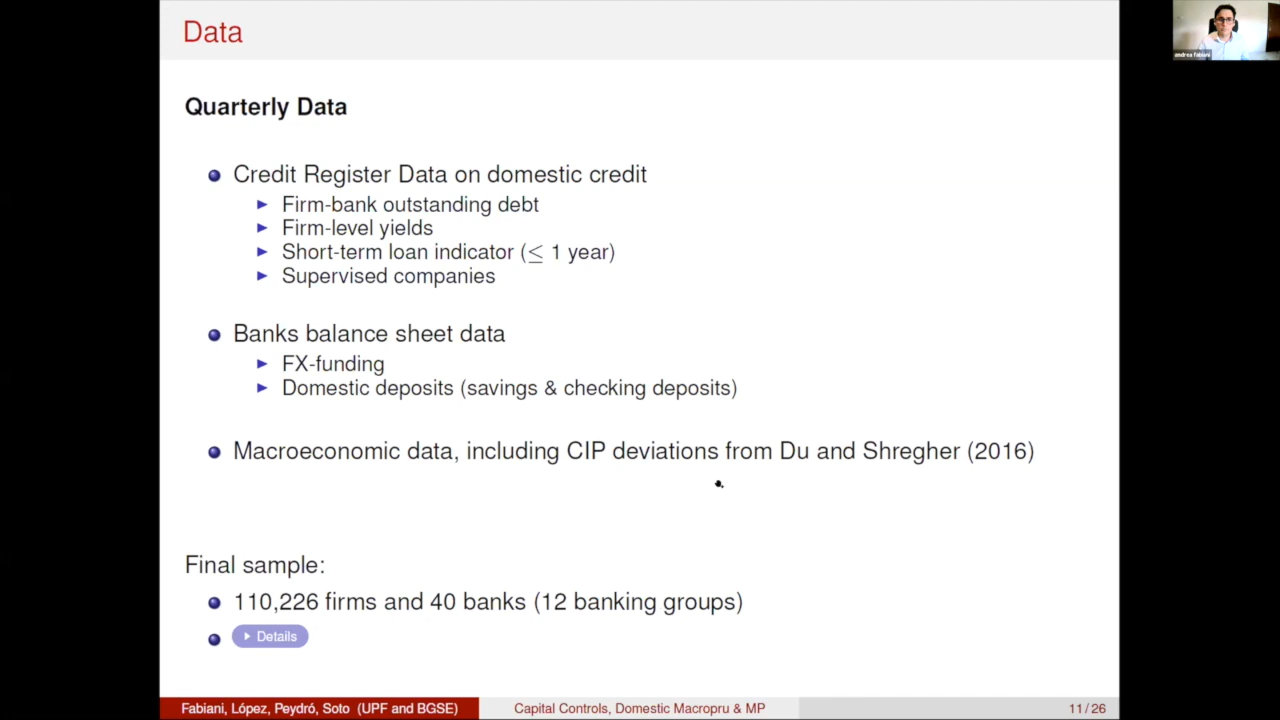 Data
andrea fabiani
Quarterly Data
Credit Register Data on domestic credit
Firm-bank outstanding debt
Firm-level yields
Short-term loan indicator (≤ 1 year)
Supervised companies
Banks balance sheet data
FX-funding
Domestic deposits (savings & checking deposits)
Macroeconomic data, including CIP deviations from Du and Shregher (2016)
Final sample:
110,226 firms and 40 banks (12 banking groups)
Details
Fabiani, López, Peydró, Soto (UPF and BGSE)
Capital Controls, Domestic Macropru & MP
11 / 26